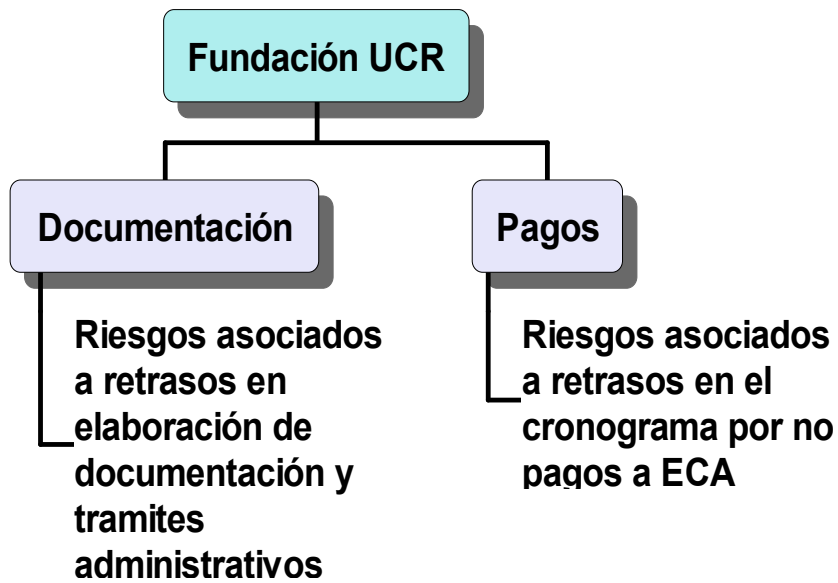 Fundación UCR
Documentación
Pagos
Riesgos asociados
a retrasos en
elaboración de
documentación y
tramites
administrativos
Riesgos asociados
a retrasos en el
cronograma por no
pagos a ECA